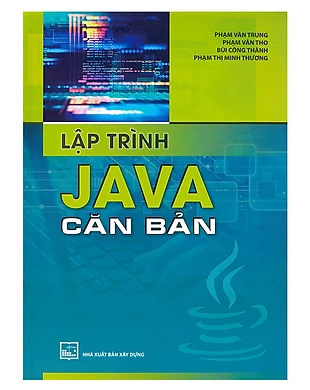 PHẠM VĂN TRUNG
PHẠM VĂN THO
BÙI CÔNG THÀNH
PHẠM THỊ MINH THƯƠNG
LẬP TRÌNH
JAVA
CĂN BẢN
NHÀ XUẤT BẢN XÂY DỰNG